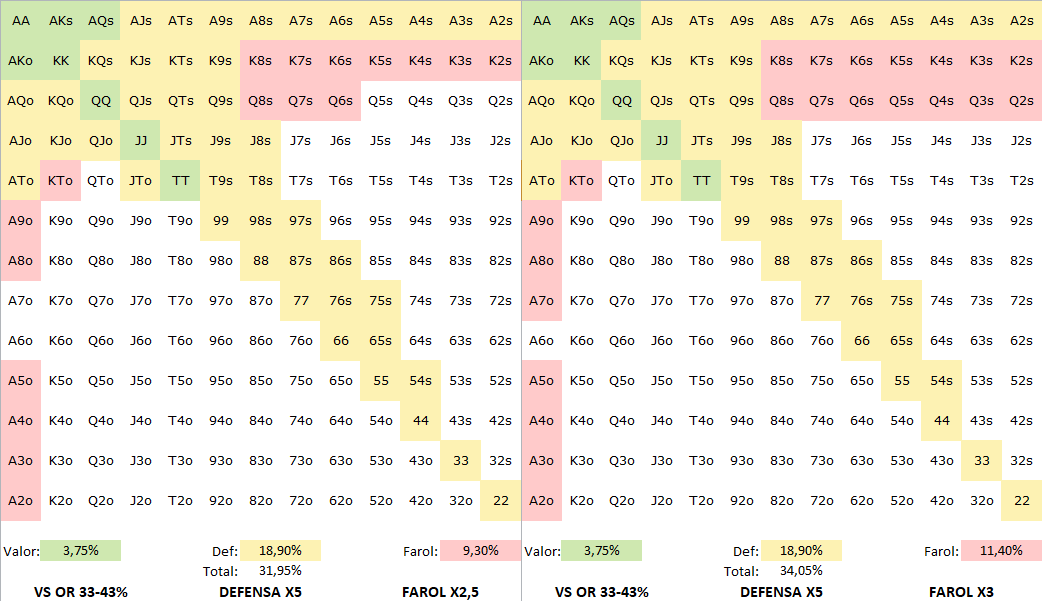 AA AKs AQs AJs ATs A9s A8s A7s A6s A5s A4s A3s A2s AA AKs AQs AJs ATs A9s A8s A7s A6s A5s A4s A3s A2s
AKo KK KQs KJs KTs K9s K8s K7s K6s K5s K4s K3s K2s AKo KK KQs KJs KTs K9s K8s K7s K6s K5s K4s K3s K2s
AQo KQo QQ QJs QTs Q9s Q8s Q7s Q6s Q5s Q4s Q3s Q2s AQo KQo QQ QJs QTs Q9s Q8s Q7s Q6s Q5s Q4s Q3s Q2s
AJo KJo QJo JJ JTs J9s J8s J7s J6s J5s J4s J3s J2s AJo KJo QJo JJ JTs J9s J8s J7s J6s J5s J4s J3s J2s
ATo KTo QTo JTo TT T9s T8s T7s T6s T5s T4s T3s T2s ATo KTo QTo JTo TT T9s T8s T7s T6s T5s T4s T3s T2s
A9o K9o Q9o J9o T9o 99 98s 97s 96s 95s 94s 93s 92s A9o K9o Q9o J9o T9o 99 98s 97s 96s 95s 94s 93s 92s
A8o K8o Q8o J8o T8o 98o 88 87s 86s 85s 84s 83s 82s A8o K8o Q8o J8o T8o 98o 88 87s 86s 85s 84s 83s 82s
A7o K7o Q7o J7o T7o 97o 87o 77 76s 75s 74s 73s 72s A7o K7o Q7o J7o T7o 97o 87o 77 76s 75s 74s 73s 72s
A6o K6o Q6o J6o T6o 96o 86o 76o 66 65s 64s 63s 62s A6o K6o Q6o J6o T6o 96o 86o 76o 66 65s 64s 63s 62s
A5o K5o Q5o J5o T5o 95o 85o 75o 65o 55 54s 53s 52s A5o K5o Q5o J5o T5o 95o 85o 75o 65o 55 54s 53s 52s
A4o K4o Q4o J4o T4o 94o 84o 74o 64o 54o 44 43s 42s A4o K4o Q4o J4o T4o 94o 84o 74o 64o 54o 44 43s 42s
A3o K3o Q3o J3o T3o 93o 83o 73o 63o 53o 43o 33 32s A3o K3o Q3o J3o T3o 93o 83o 73o 63o 53o 43o 33 32s
A2o K2o Q2o J2o T2o 92o 82o 72o 62o 52o 42o 32o 22 A2o K2o Q2o J2o T2o 92o 82o 72o 62o 52o 42o 32o 22
Valor: 3,75% Def: 18,90% Farol: 9,30% Valor: 3,75% Def: 18,90% Farol: 11,40%
Total: 31,95% Total: 34,05%
VS OR 33-43% DEFENSA X5 FAROL X2,5 VS OR 33-43% DEFENSA X5 FAROL X3